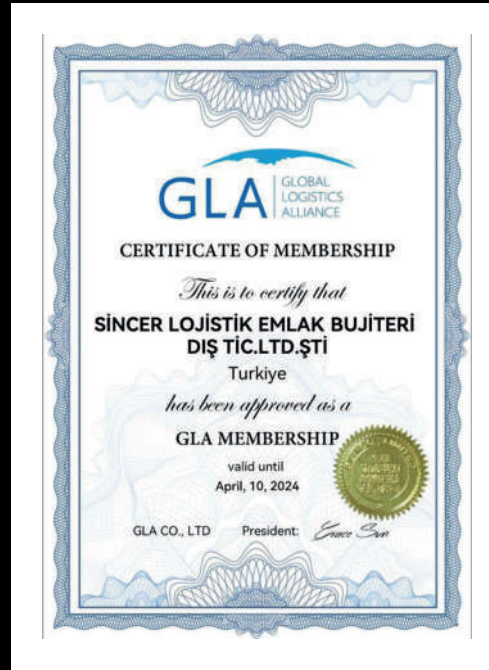 GLA
GLOBAL
LOGISTICS
ALLIANCE
CERTIFICATE OF MEMBERSHIP
This is to certify that
SİNCER LOJİSTİK EMLAK BUJİTERİ
DIŞ TİC.LTD.ŞTİ
Turkiye
has been approved as a
GLA MEMBERSHIP
valid until
April, 10, 2024
GLA CO., LTD President: Grace Sun